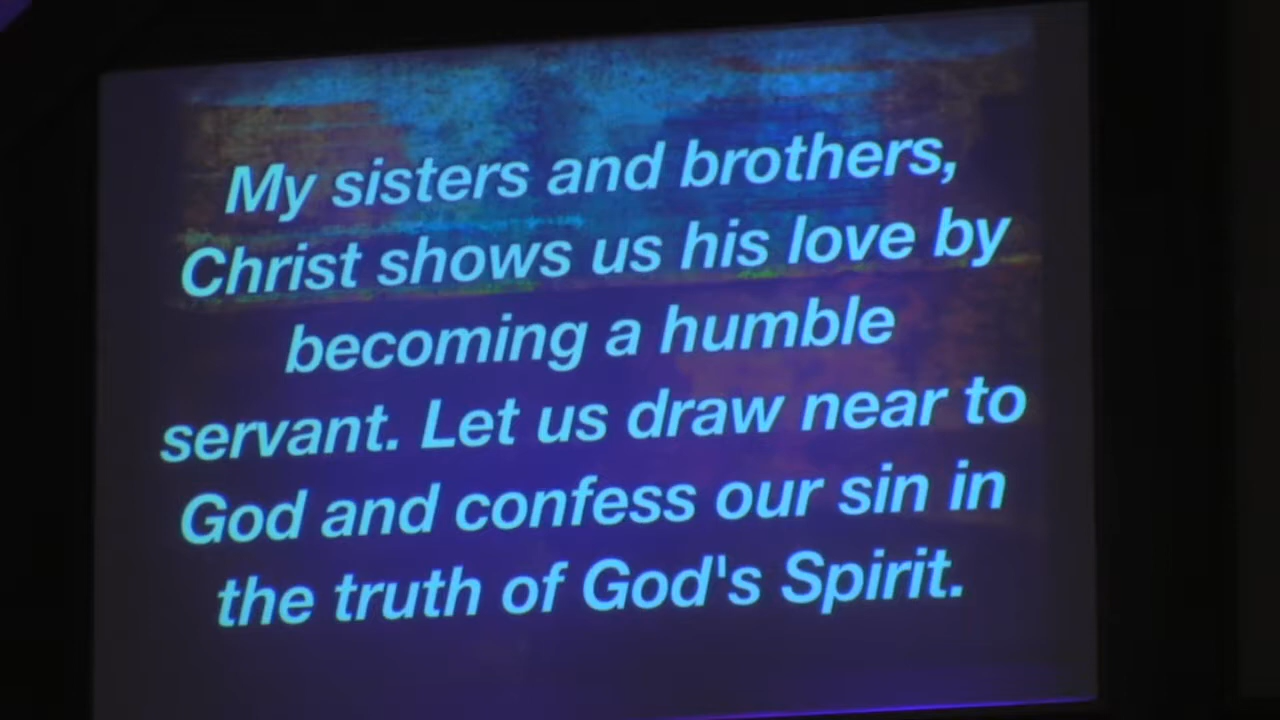 My sisters and brothers,
Christ shows us his love by
becoming a humble
servant. Let us draw near to
God and confess our sin in
the truth of God's Spirit.